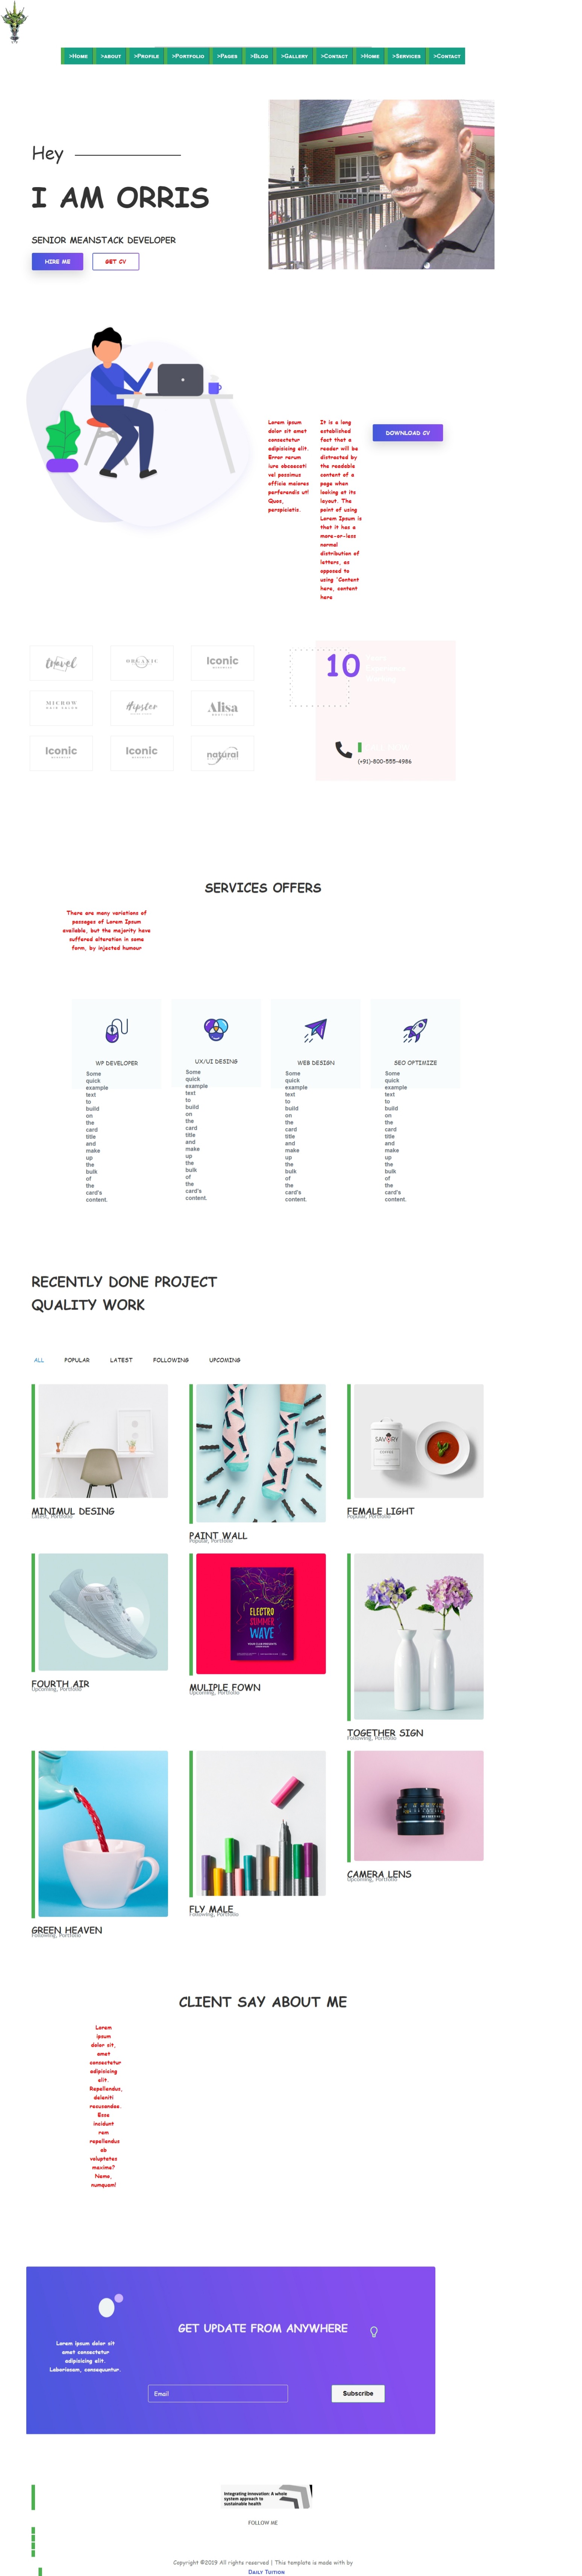 >Home >about >Profile >Portfolio >Pages >Blog >Gallery >Contact >Home >Services >Contact
Hey
I AM ORRIS
SENIOR MEANSTACK DEVELOPER
HIRE ME GET CV
Lorem ipsum
dolor sit amet
consectetur
adipisicing elit.
Error rerum
iure obcaecati
vel possimus
officia maiores
perferendis ut!
Quos,
perspiciatis.
It is a long
established
fact that a
reader will be
distracted by
the readable
content of a
page when
looking at its
layout. The
point of using
Lorem Ipsum is
that it has a
more-or-less
normal
distribution of
letters, as
opposed to
using 'Content
here, content
here
DOWNLOAD CV
travel ORGANIC Iconic
MICROW
HAIR SALON
Hipster Alisa
Iconic Iconic natural
10
(+91)-800-555-4986
SERVICES OFFERS
There are many variations of
passages of Lorem Ipsum
available, but the majority have
suffered alteration in some
form, by injected humour
WP DEVELOPER
Some
quick
example
text
to
build
on
the
card
title
and
make
up
the
bulk
of
the
card's
content.
UX/UI DESING
Some
quick
example
text
to
build
on
the
card
title
and
make
up
the
bulk
of
the
card's
content.
WEB DESIGN
Some
quick
example
text
to
build
on
the
card
title
and
make
up
the
bulk
of
the
card's
content.
SEO OPTIMIZE
Some
quick
example
text
to
build
on
the
card
title
and
make
up
the
bulk
of
the
card's
content.
RECENTLY DONE PROJECT
QUALITY WORK
ALL POPULAR LATEST FOLLOWING UPCOMING
MINIMUL DESING
Latest, Portfolio
PAINT WALL
Popular, Portfolio
SAVORY
COFFEE
FEMALE LIGHT
Popular, Portfolio
FOURTH AIR
Upcoming, Portfolio
ELECTRO
SUMMER
WAVE
MULIPLE FOWN
Upcoming, Portfolio
TOGETHER SIGN
Following, Portfolio
GREEN HEAVEN
Following, Portfolio
FLY MALE
Following, Portfolio
CAMERA LENS
Upcoming, Portfolio
CLIENT SAY ABOUT ME
Lorem
ipsum
dolor sit,
amet
consectetur
adipisicing
elit.
Repellendus,
deleniti
recusandae.
Esse
incidunt
rem
repellendus
ab
voluptates
maxime?
Nemo,
numquam!
GET UPDATE FROM ANYWHERE
Lorem ipsum dolor sit
amet consectetur
adipisicing elit.
Laboriosam, consequuntur.
Email Subscribe
Integrating Innovation: A whole
system approach to
sustainable health
FOLLOW ME
Copyright ©2019 All rights reserved | This template is made with by
Daily Tuition